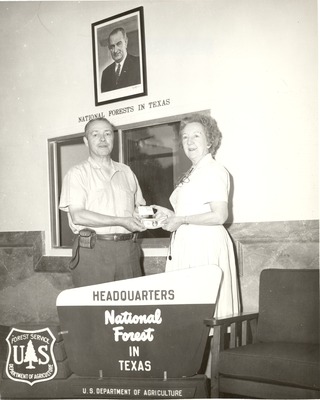 NATIONAL FORESTS IN TEXAS
HEADQUARTERS
National
Forest
IN
TEXAS
U.S. DEPARTMENT OF AGRICULTURE
FOREST SERVICE
U S
DEPARTMENT OF AGRICULTURE